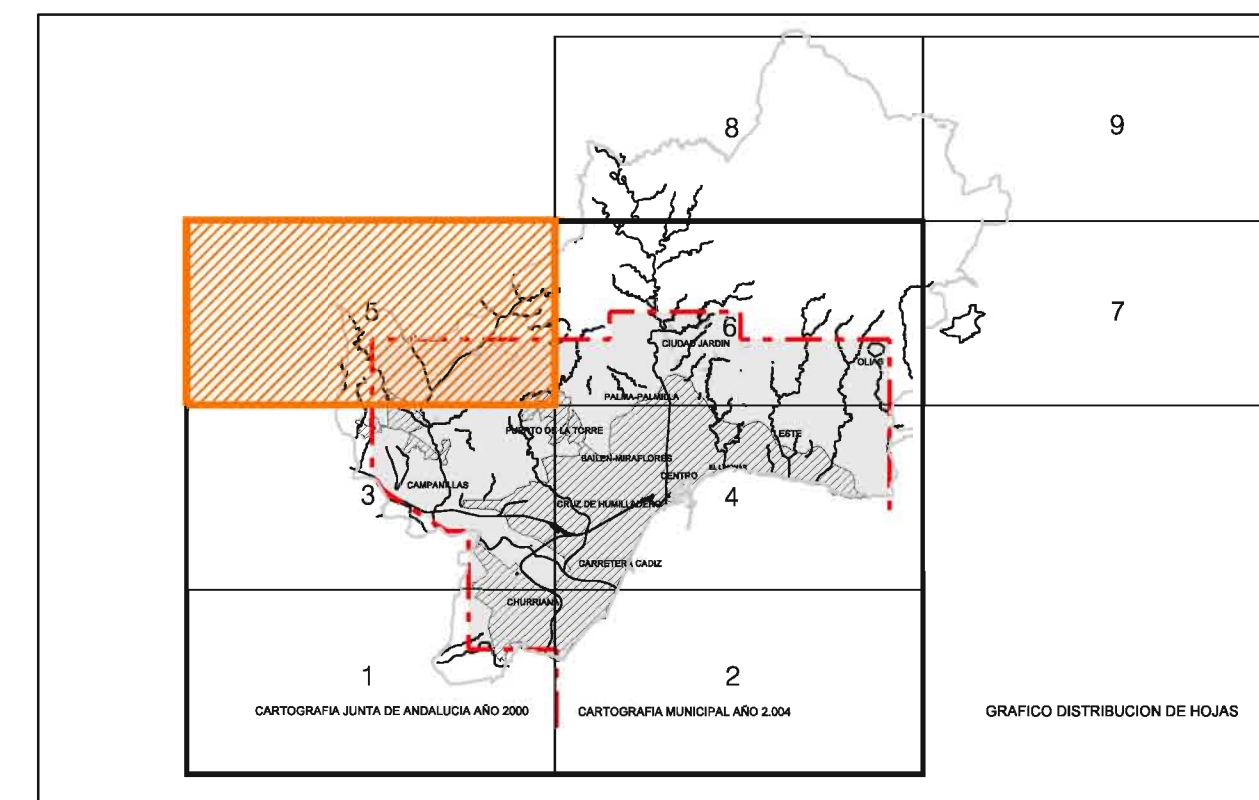 8
9
5
6
7
CIUDAD JARDIN
OLIAS
PALMA-PALMILLA
PUERTO DE LA TORRE
ESTE
BAILEN-MIRAFLORES
CENTRO
CAMPANILLAS
3
4
CRUZ DE HUMILLADERO
CARRETERA CADIZ
CHURRIANA
1
2
CARTOGRAFIA JUNTA DE ANDALUCIA AÑO 2000
CARTOGRAFIA MUNICIPAL AÑO 2.004
GRAFICO DISTRIBUCION DE HOJAS